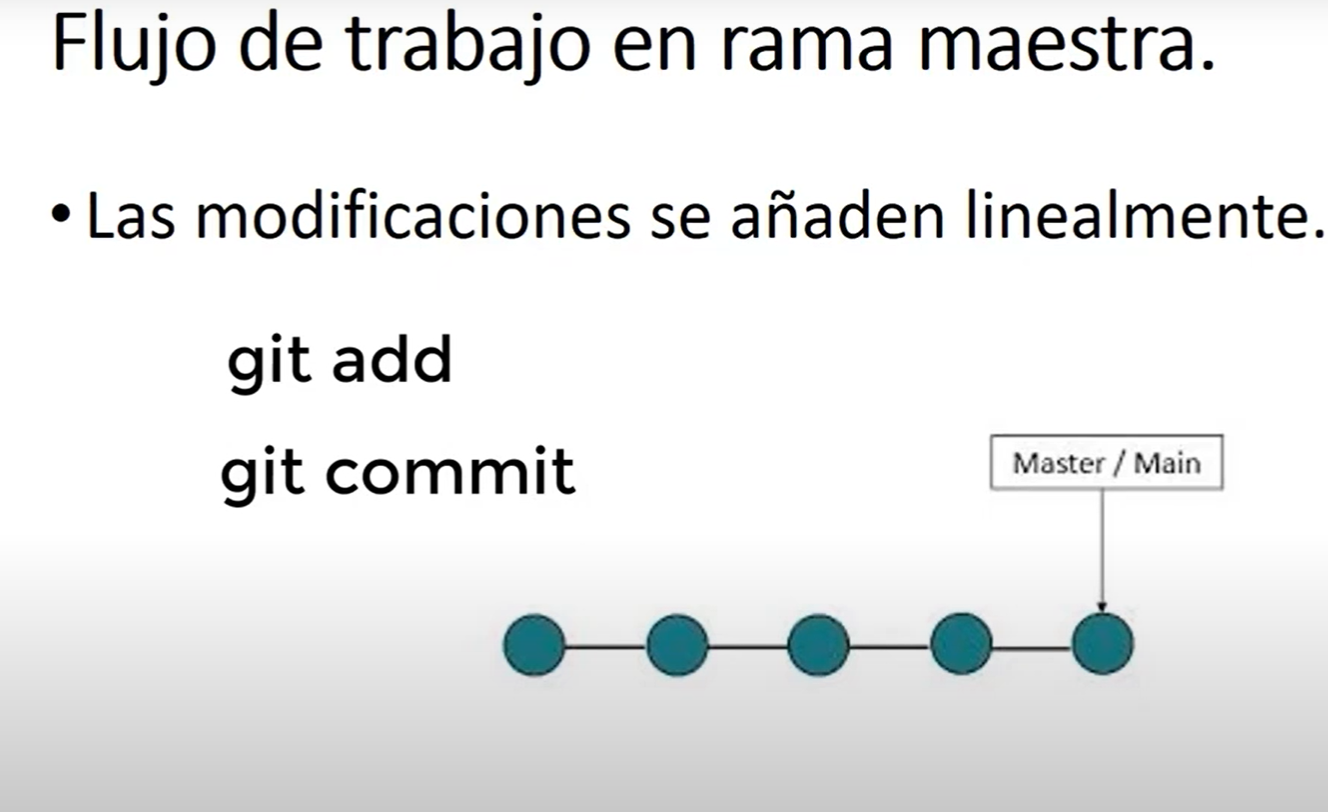 Flujo de trabajo en rama maestra.
• Las modificaciones se añaden linealmente.
git add
git commit
Master / Main